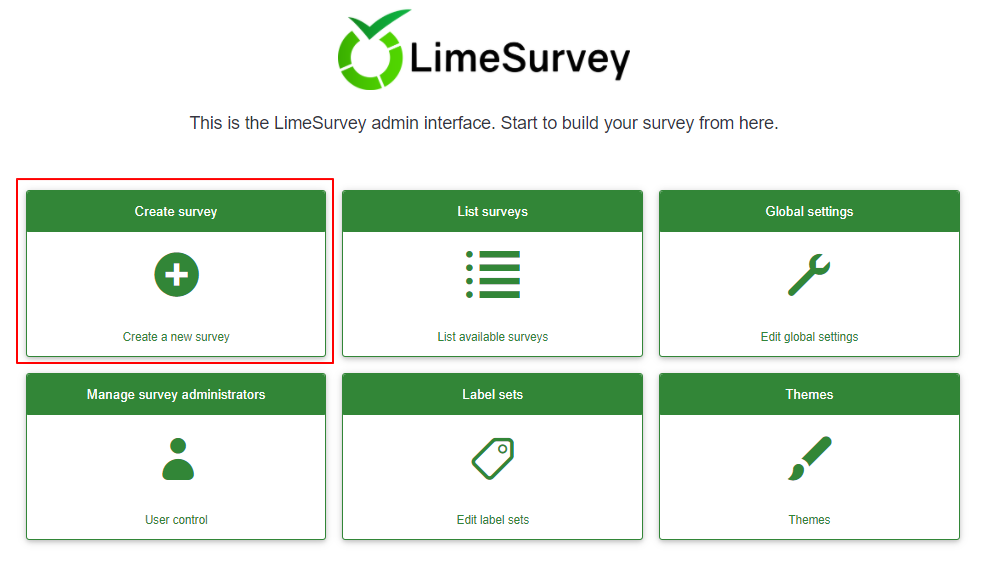 LimeSurvey
This is the LimeSurvey admin interface. Start to build your survey from here.
Create survey
Create a new survey
List surveys
List available surveys
Global settings
Edit global settings
Manage survey administrators
User control
Label sets
Edit label sets
Themes
Themes